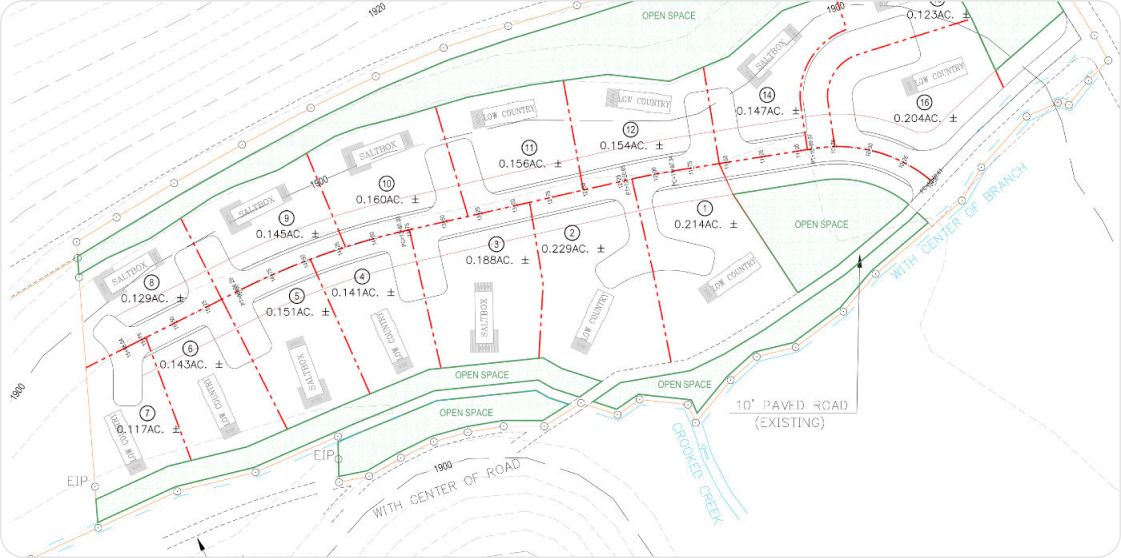 1920
OPEN SPACE
1900
0.123AC. ±
SALTBOX
LOW COUNTRY
14
0.147AC. ±
16
0.204AC. ±
LOW COUNTRY
LOW COUNTRY
12
0.154AC. ±
11
0.156AC. ±
SALTBOX
1900
10
0.160AC. ±
SALTBOX
9
0.145AC. ±
1
0.214AC. ±
OPEN SPACE
WITH CENTER OF BRANCH
2
0.229AC. ±
3
0.188AC. ±
SALTBOX
8
0.129AC. ±
4
0.141AC. ±
5
0.151AC. ±
LOW COUNTRY
SALTBOX
LOW COUNTRY
LOW COUNTRY
6
0.143AC. ±
SALTBOX
LOW COUNTRY
1900
OPEN SPACE
OPEN SPACE
OPEN SPACE
7
0.117AC. ±
LOW COUNTRY
10' PAVED ROAD
(EXISTING)
CROOKED CREEK
EIP
EIP
1900
WITH CENTER OF ROAD